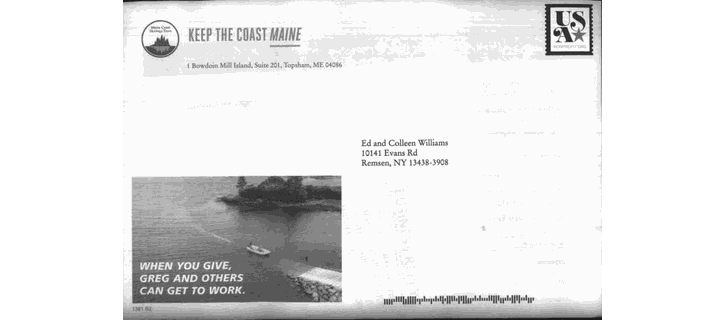 Maine Coast
Heritage Trust
KEEP THE COAST MAINE
1 Bowdoin Mill Island, Suite 201, Topsham, ME 04086
USA
NONPROFIT ORG
Ed and Colleen Williams
10141 Evans Rd
Remsen, NY 13438-3908
WHEN YOU GIVE,
GREG AND OTHERS
CAN GET TO WORK.
1381 R2